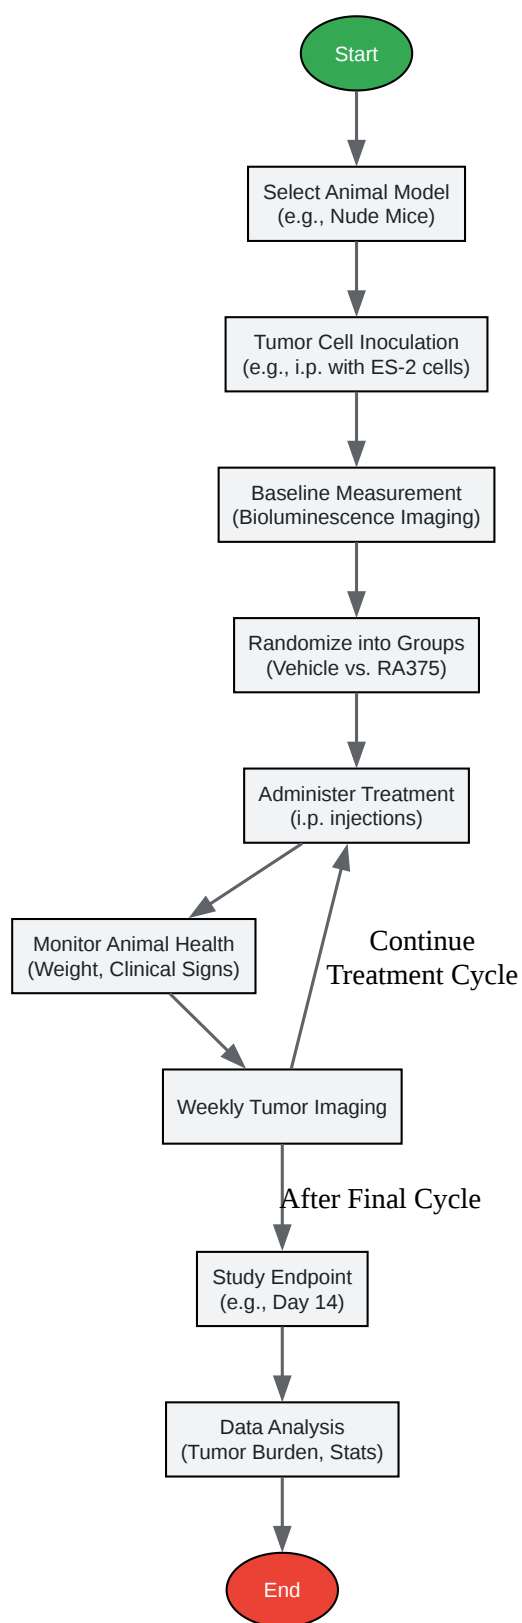 Start
Select Animal Model
(e.g., Nude Mice)
Tumor Cell Inoculation
(e.g., i.p. with ES-2 cells)
Baseline Measurement
(Bioluminescence Imaging)
Randomize into Groups
(Vehicle vs. RA375)
Administer Treatment
(i.p. injections)
Monitor Animal Health
(Weight, Clinical Signs)
Continue
Treatment Cycle
Weekly Tumor Imaging
After Final Cycle
Study Endpoint
(e.g., Day 14)
Data Analysis
(Tumor Burden, Stats)
End